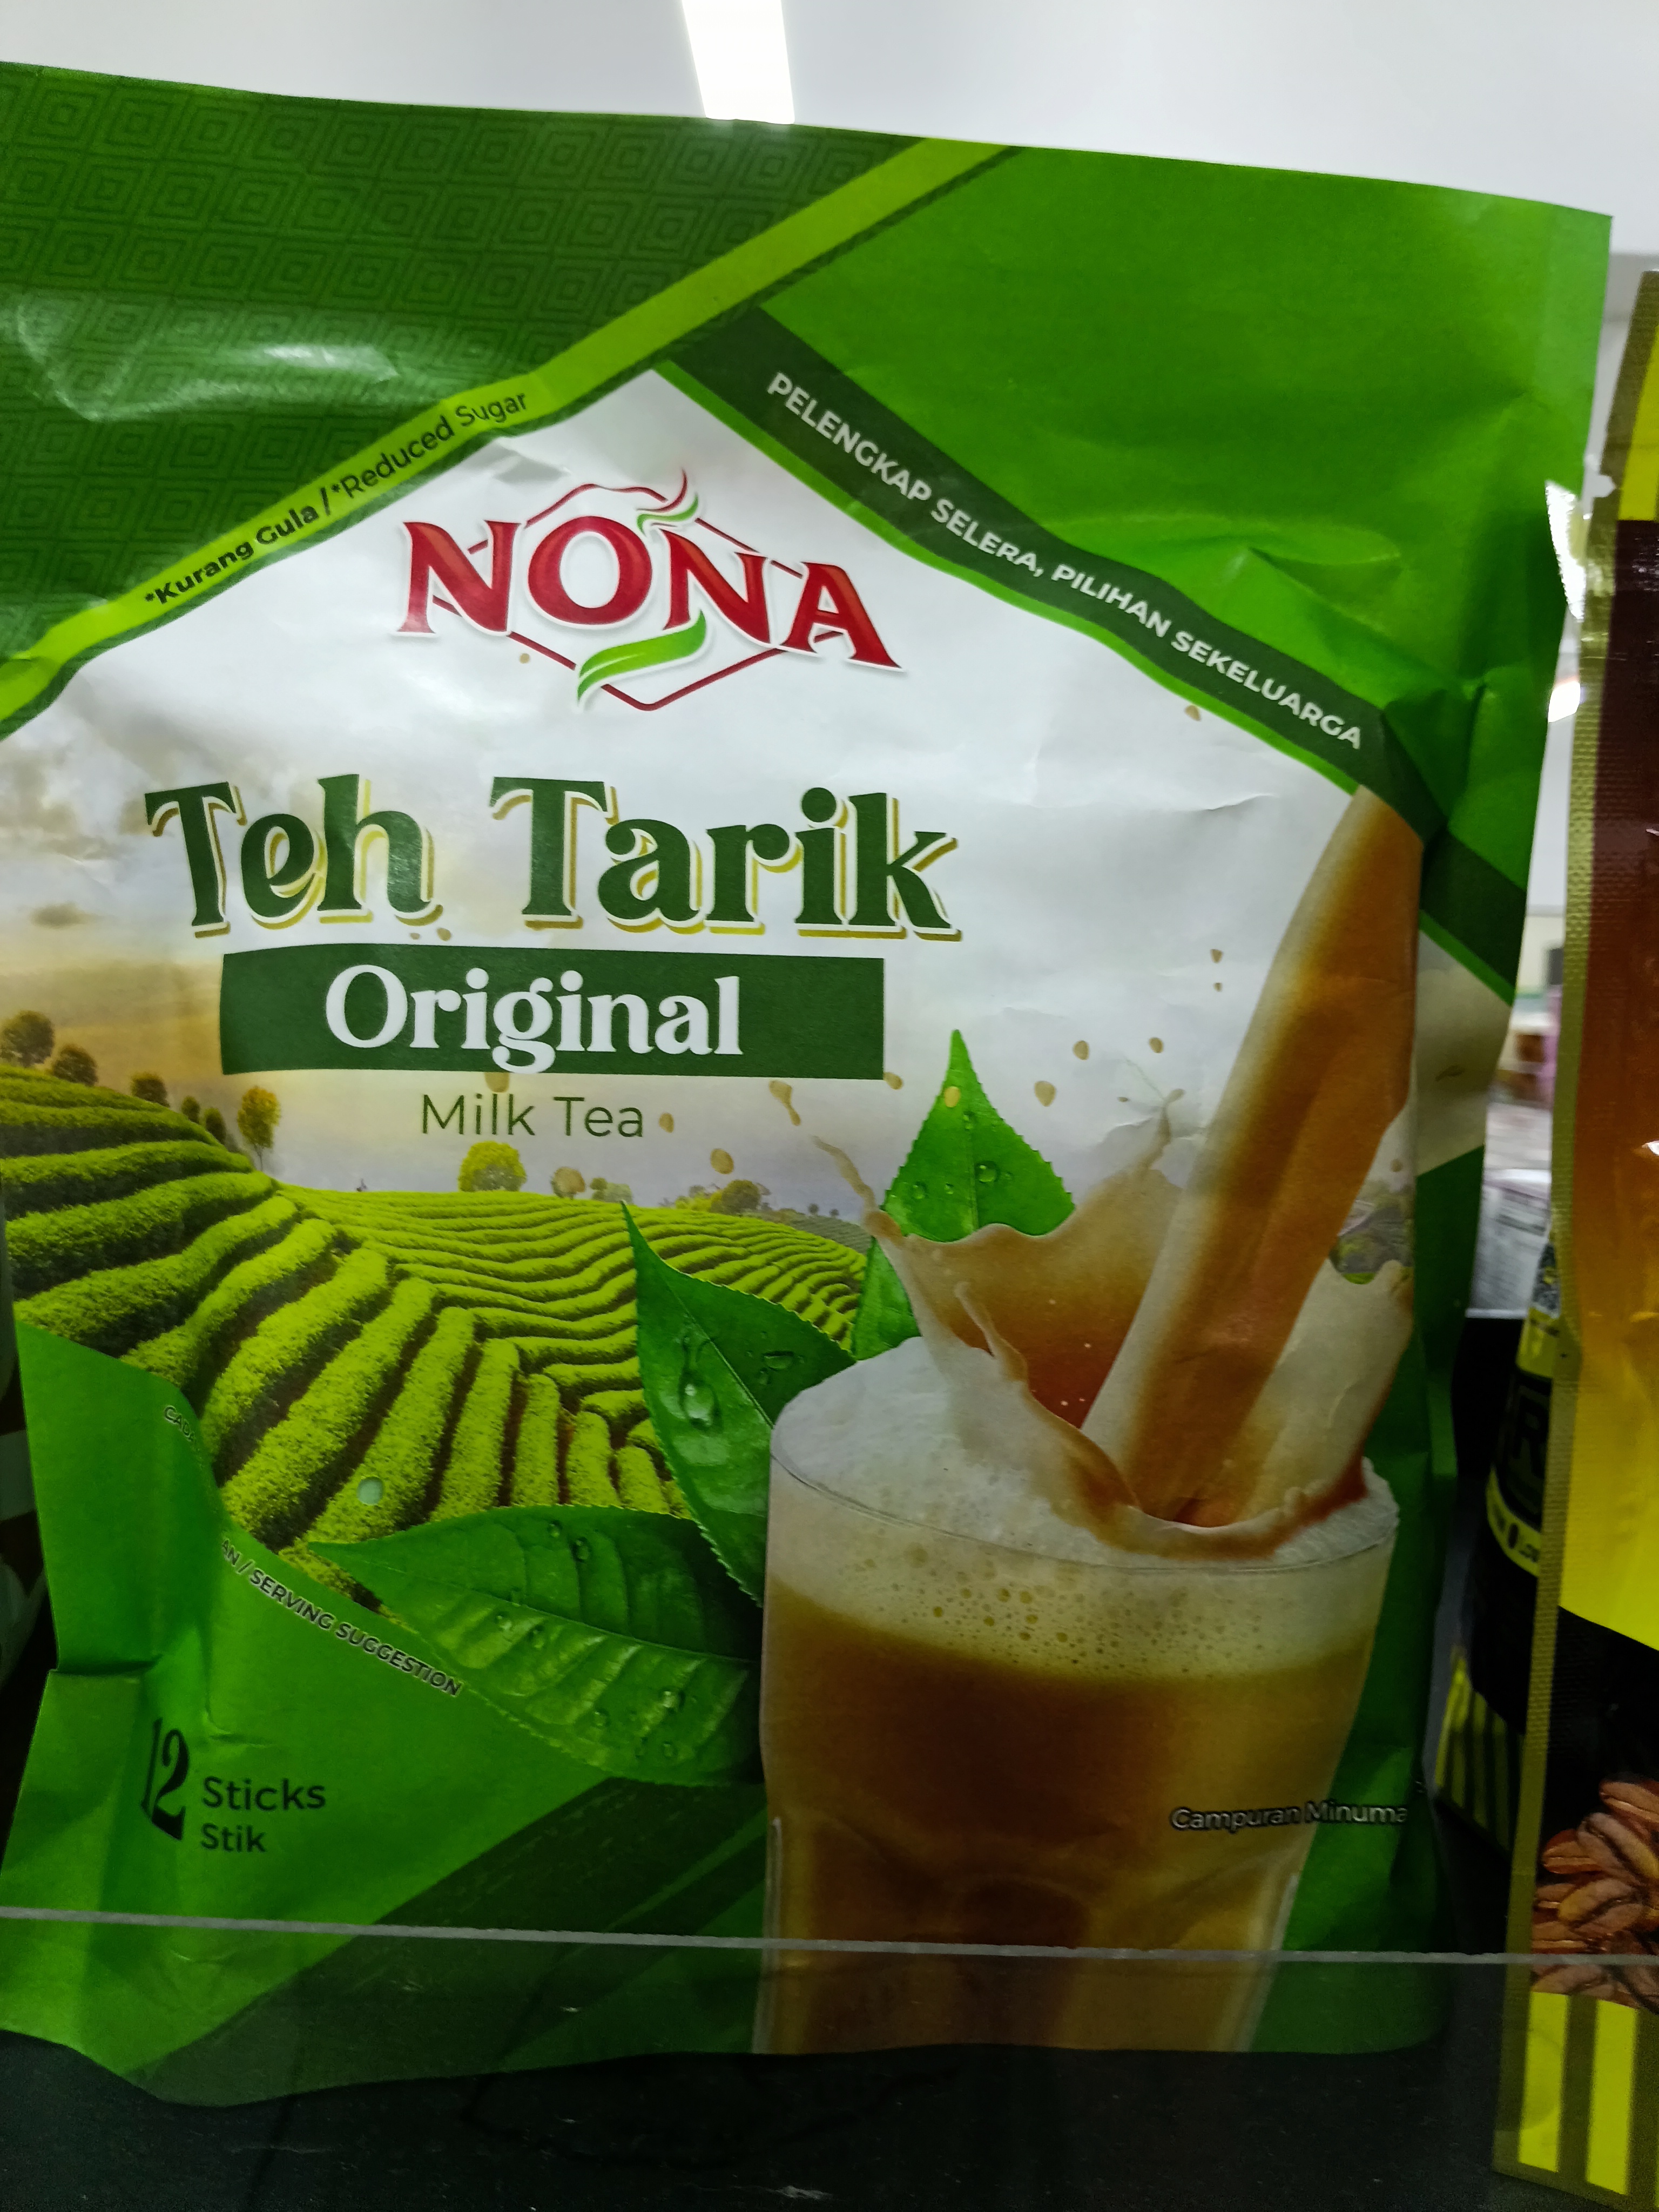 *Kurang Gula / *Reduced Sugar
PELENGKAP SELERA, PILIHAN SEKELUARGA
NONA
Teh Tarik
Original
Milk Tea
/ SERVING SUGGESTION
12 Sticks
Stik
Campuran